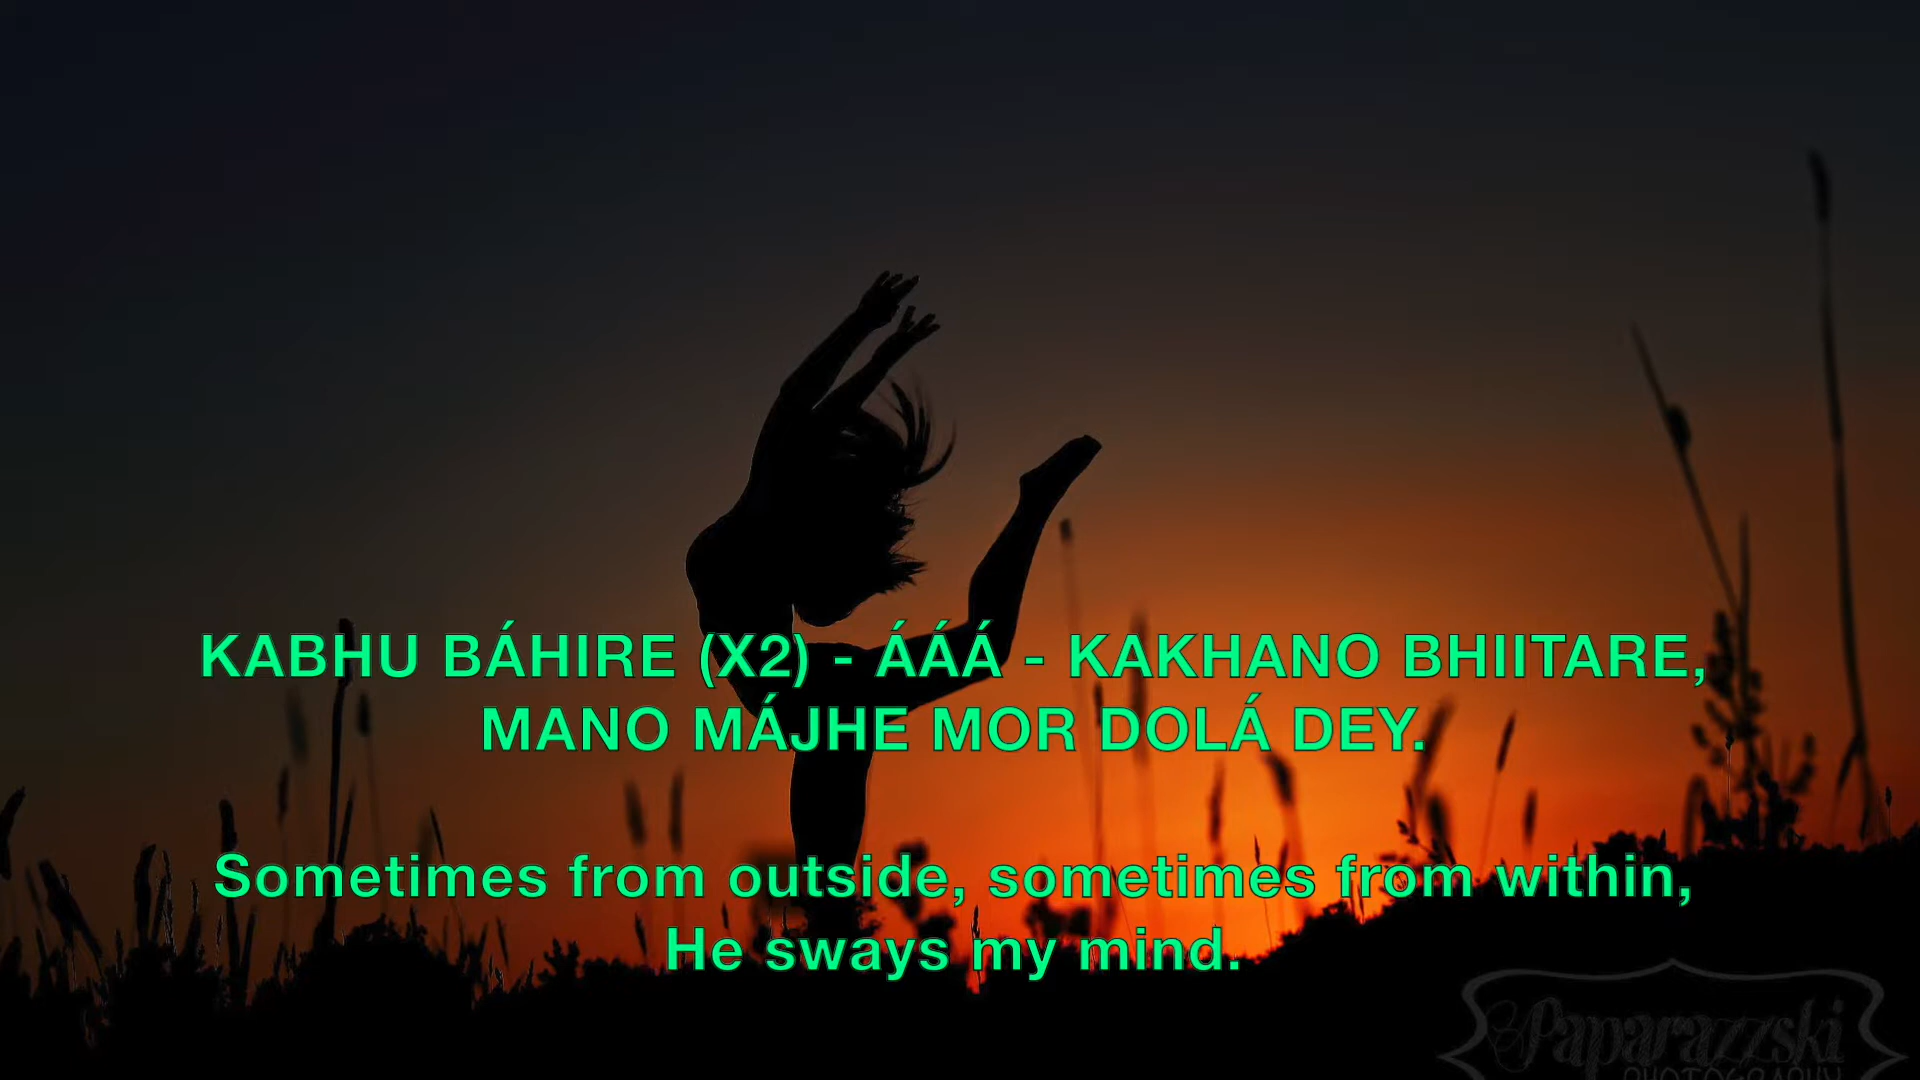 KABHU BÁHIRE (X2) - ÁÁÁ - KAKHANO BHIITARE,
MANO MÁJHE MOR DOLÁ DEY.
Sometimes from outside, sometimes from within,
He sways my mind.
Paparazzski
PHOTOGRAPHY